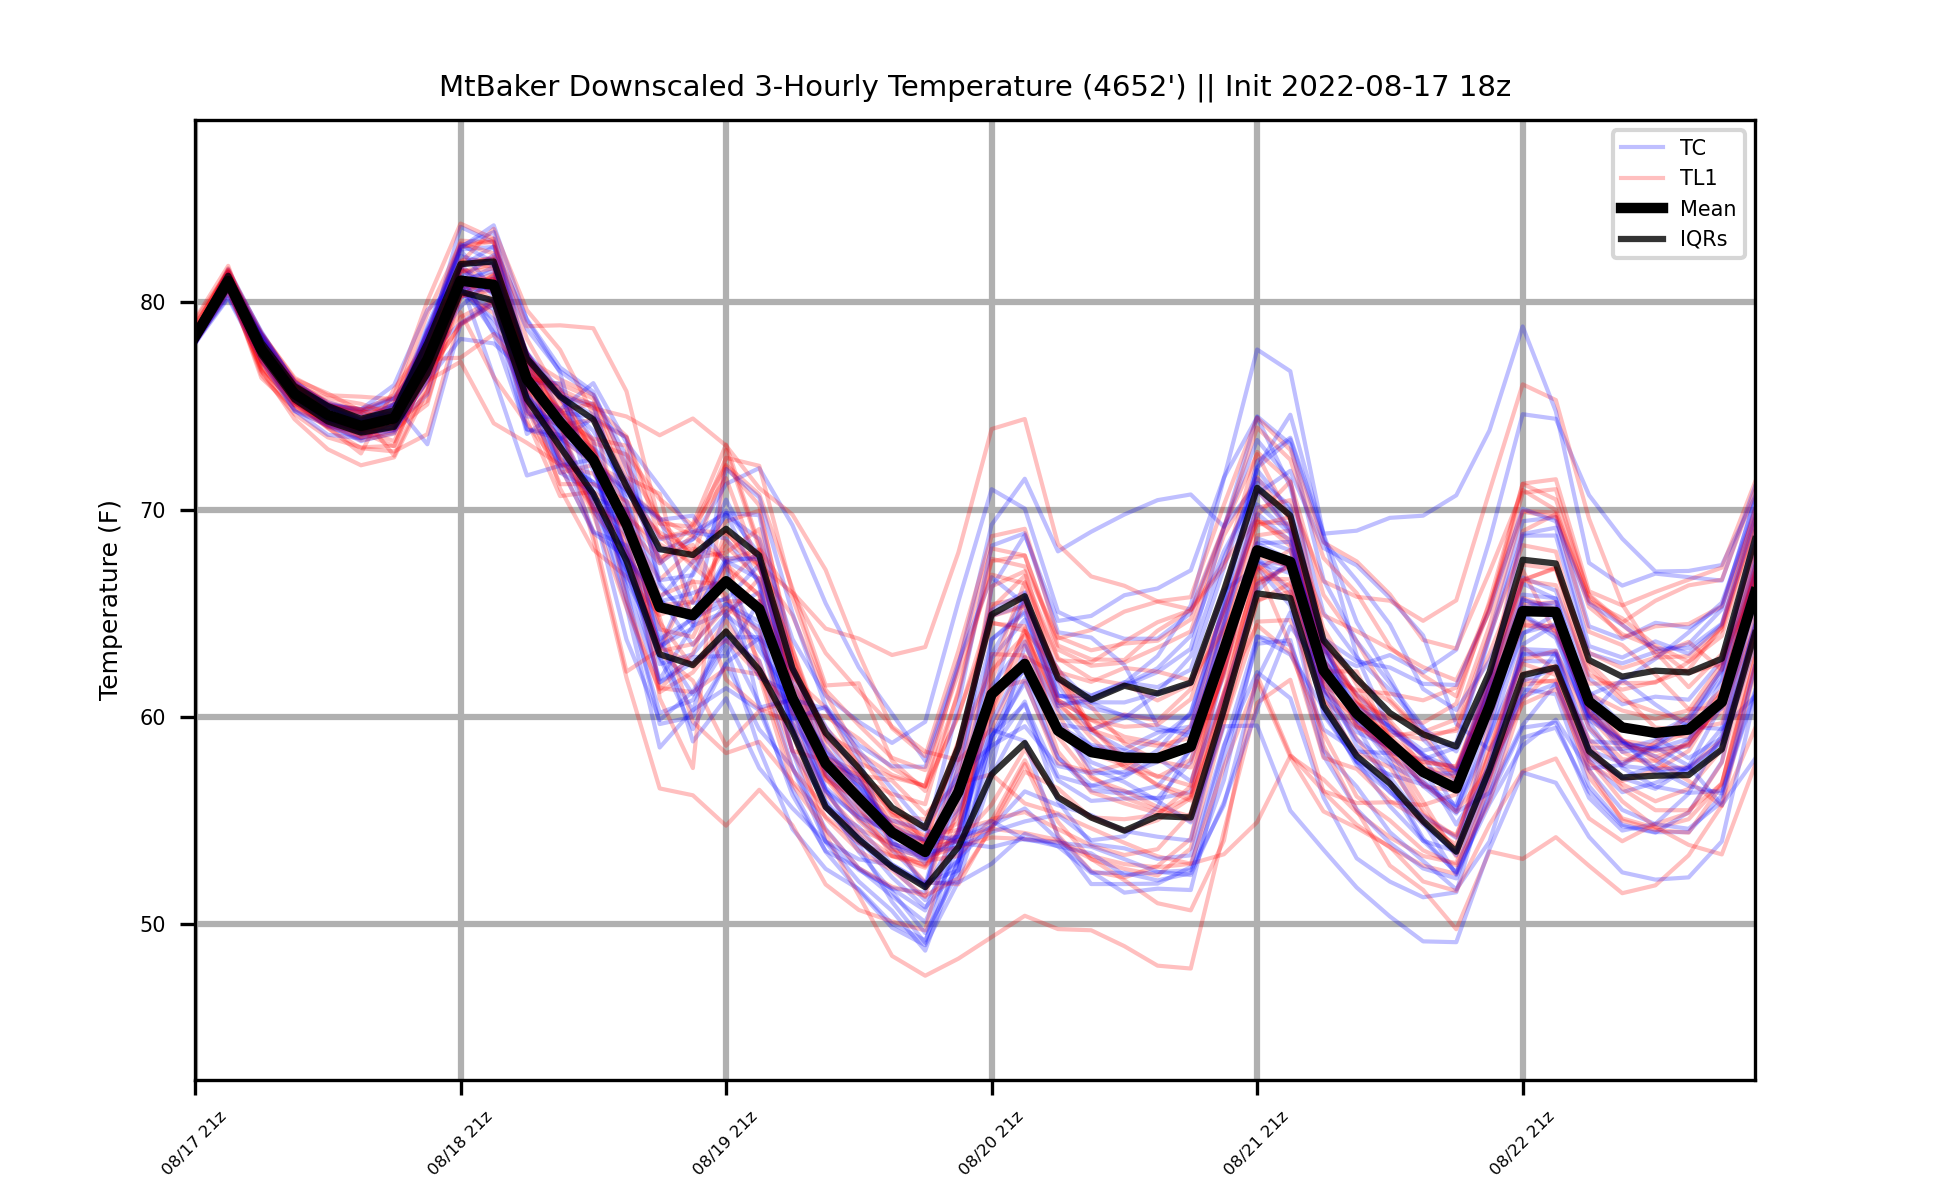 MtBaker Downscaled 3-Hourly Temperature (4652') || Init 2022-08-17 18z
TC
TL1
Mean
IQRs
Temperature (F)
80
70
60
50
08/17 21z
08/18 21z
08/19 21z
08/20 21z
08/21 21z
08/22 21z